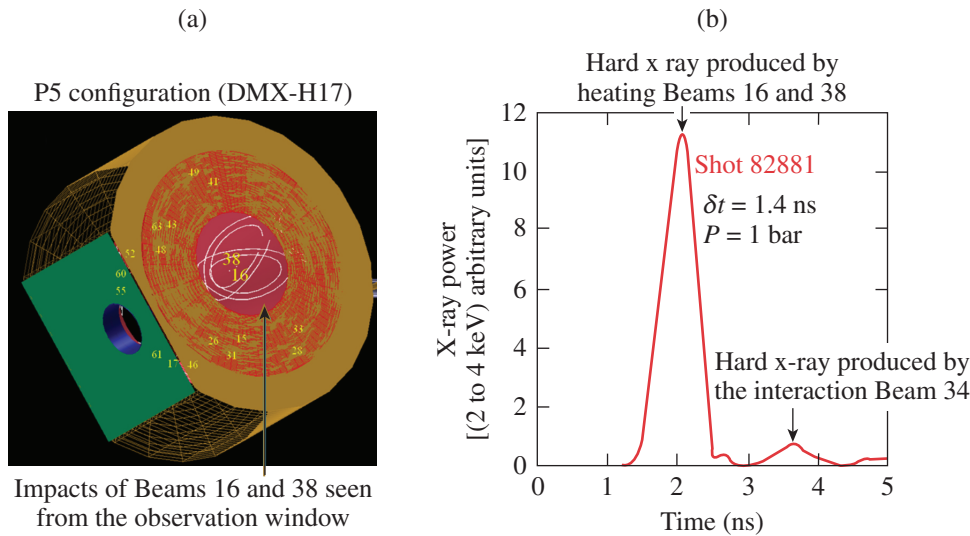 (a)
P5 configuration (DMX-H17)
49
41
63 43
48
52
60
55
38
16
33
15
26
31
28
61
17 46
Impacts of Beams 16 and 38 seen
from the observation window
(b)
Hard x ray produced by
heating Beams 16 and 38
Shot 82881
δt = 1.4 ns
P = 1 bar
Hard x-ray produced by
the interaction Beam 34
X-ray power
[(2 to 4 keV) arbitrary units]
12
10
8
6
4
2
0
0 1 2 3 4 5
Time (ns)